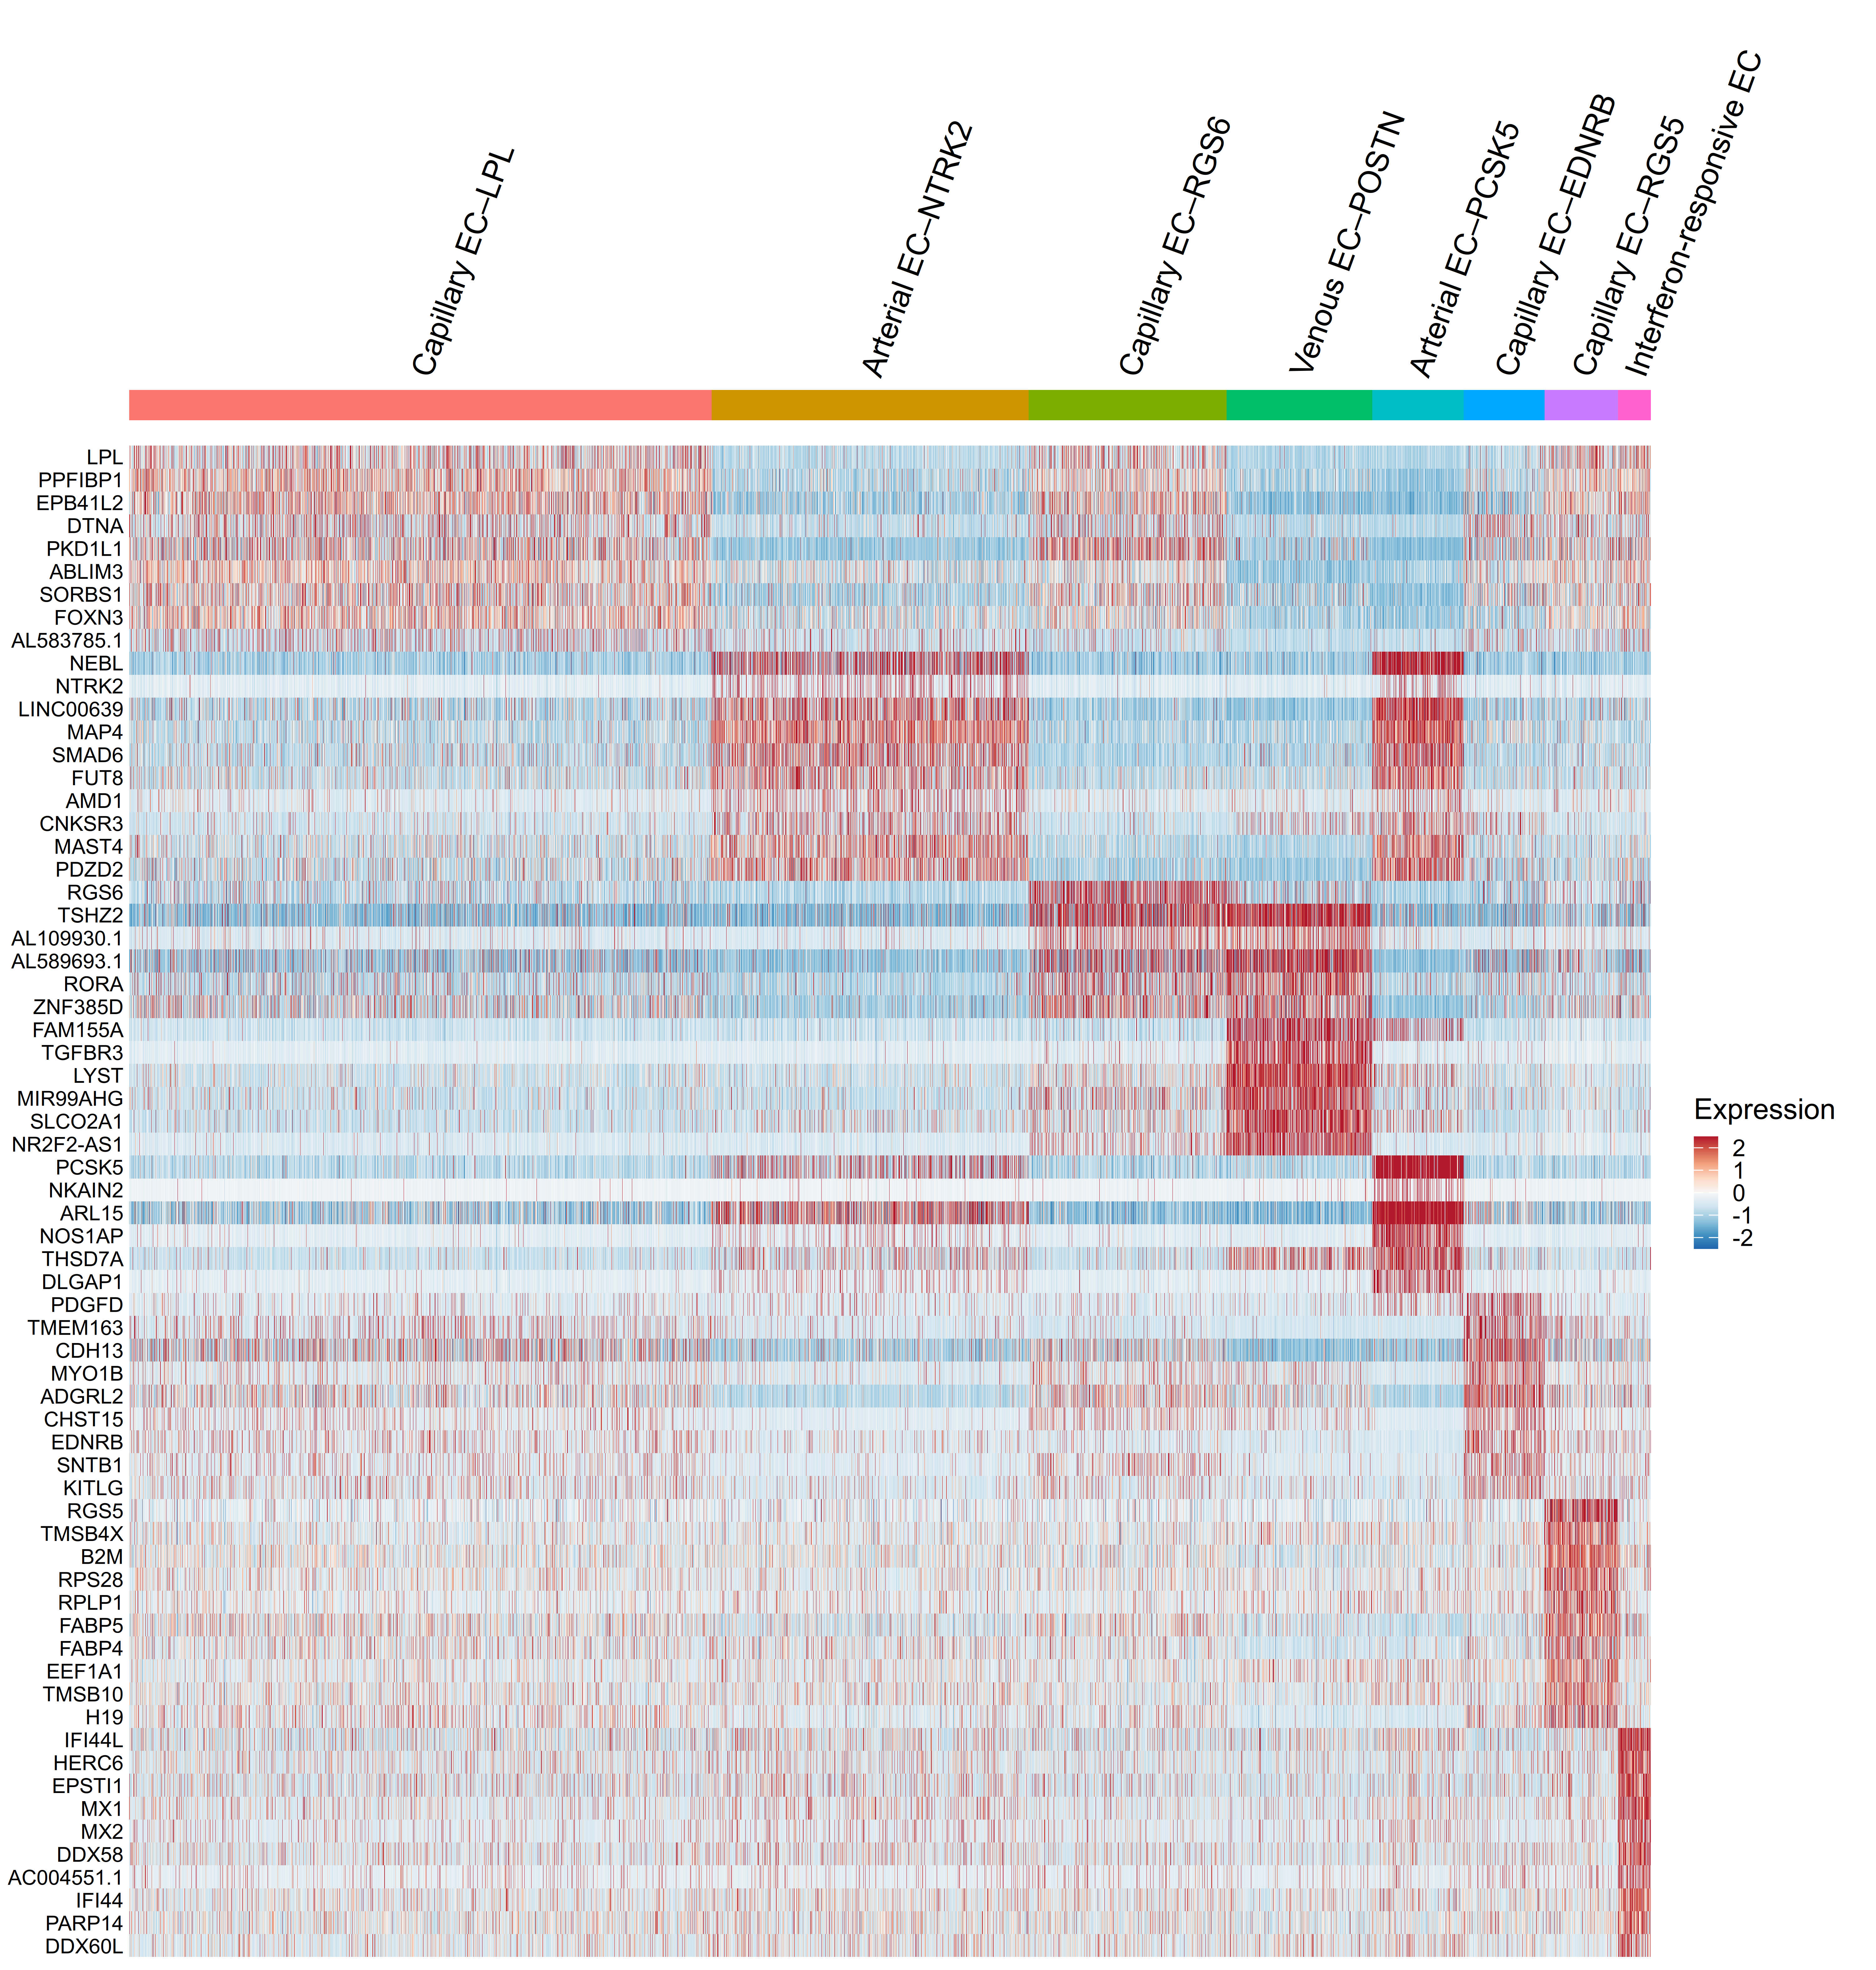 Capillary EC–LPL
Arterial EC–NTRK2
Capillary EC–RGS6
Venous EC–POSTN
Arterial EC–PCSK5
Capillary EC–EDNRB
Capillary EC–RGS5
Interferon-responsive EC
LPL
PPFIBP1
EPB41L2
DTNA
PKD1L1
ABLIM3
SORBS1
FOXN3
AL583785.1
NEBL
NTRK2
LINC00639
MAP4
SMAD6
FUT8
AMD1
CNKSR3
MAST4
PDZD2
RGS6
TSHZ2
AL109930.1
AL589693.1
RORA
ZNF385D
FAM155A
TGFBR3
LYST
MIR99AHG
SLCO2A1
NR2F2-AS1
PCSK5
NKAIN2
ARL15
NOS1AP
THSD7A
DLGAP1
PDGFD
TMEM163
CDH13
MYO1B
ADGRL2
CHST15
EDNRB
SNTB1
KITLG
RGS5
TMSB4X
B2M
RPS28
RPLP1
FABP5
FABP4
EEF1A1
TMSB10
H19
IFI44L
HERC6
EPSTI1
MX1
MX2
DDX58
AC004551.1
IFI44
PARP14
DDX60L
Expression
2
1
0
-1
-2